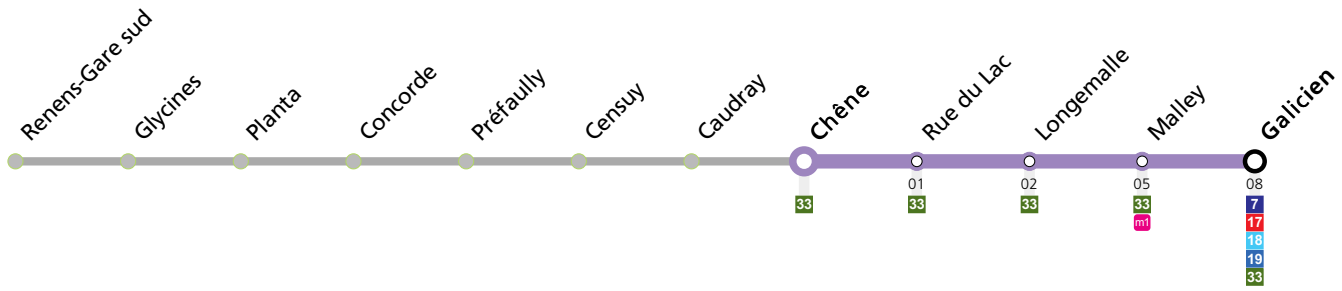 Renens-Gare sud
Glycines
Planta
Concorde
Préfaully
Censuy
Caudray
Chêne
Rue du Lac
Longemalle
Malley
Galicien
01
02
05
08
33
33
33
33
7
m1
17
18
19
33